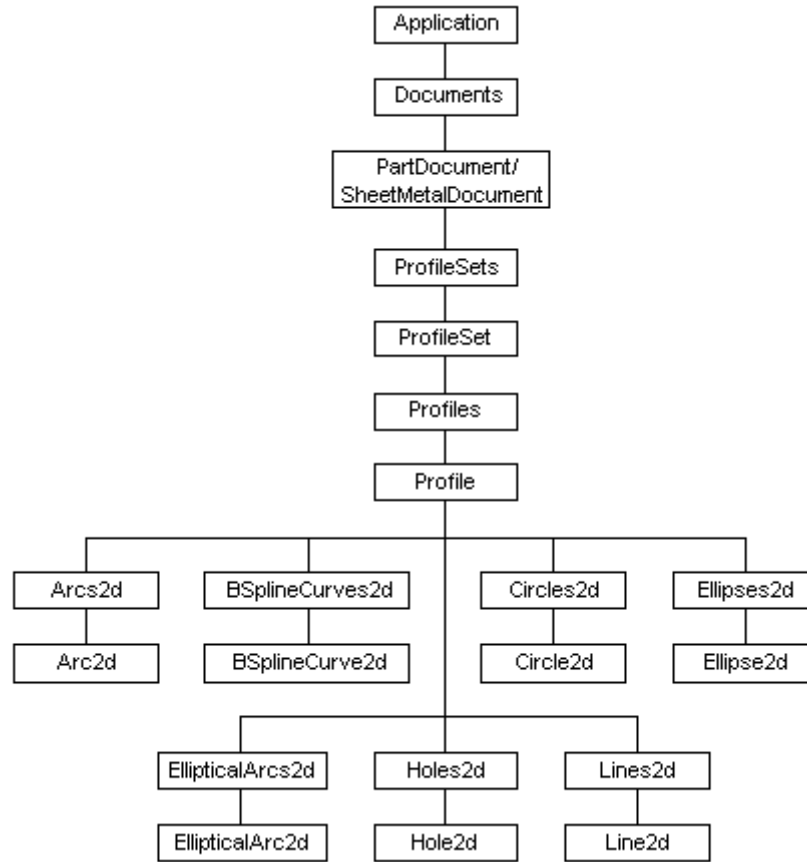 Application
Documents
PartDocument/
SheetMetalDocument
ProfileSets
ProfileSet
Profiles
Profile
Arcs2d
BSplineCurves2d
Circles2d
Ellipses2d
Arc2d
BSplineCurve2d
Circle2d
Ellipse2d
EllipticalArcs2d
Holes2d
Lines2d
EllipticalArc2d
Hole2d
Line2d